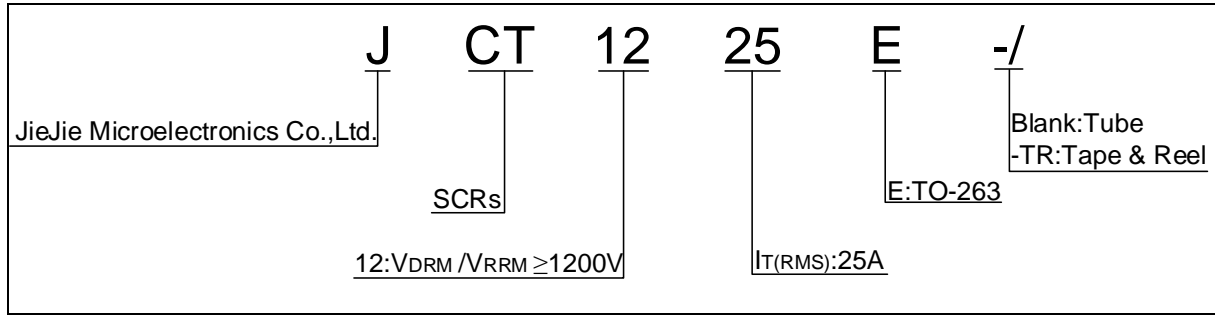 J CT 12 25 E -/
JieJie Microelectronics Co.,Ltd.
Blank:Tube
-TR:Tape & Reel
SCRs
E:TO-263
12:VDRM /VRRM ≥1200V
IT(RMS):25A